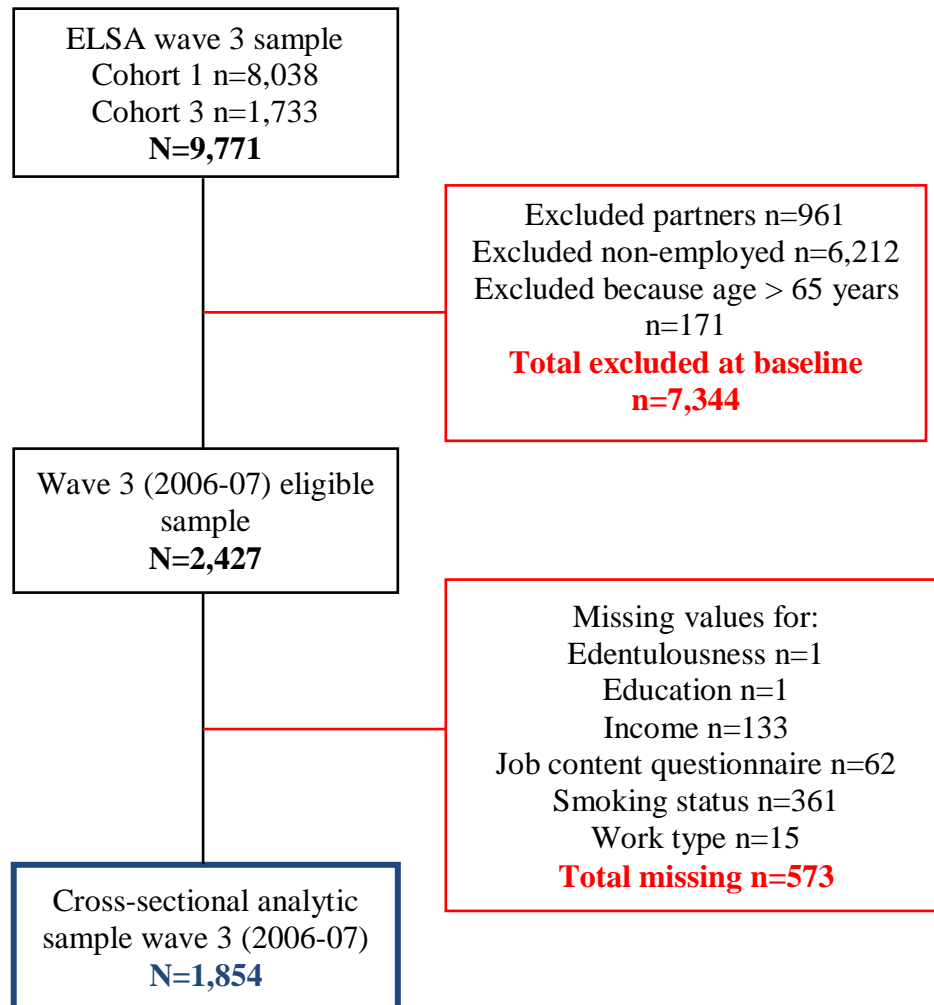 ELSA wave 3 sample
Cohort 1 n=8,038
Cohort 3 n=1,733
N=9,771
Excluded partners n=961
Excluded non-employed n=6,212
Excluded because age > 65 years
n=171
Total excluded at baseline
n=7,344
Wave 3 (2006-07) eligible
sample
N=2,427
Missing values for:
Edentulousness n=1
Education n=1
Income n=133
Job content questionnaire n=62
Smoking status n=361
Work type n=15
Total missing n=573
Cross-sectional analytic
sample wave 3 (2006-07)
N=1,854